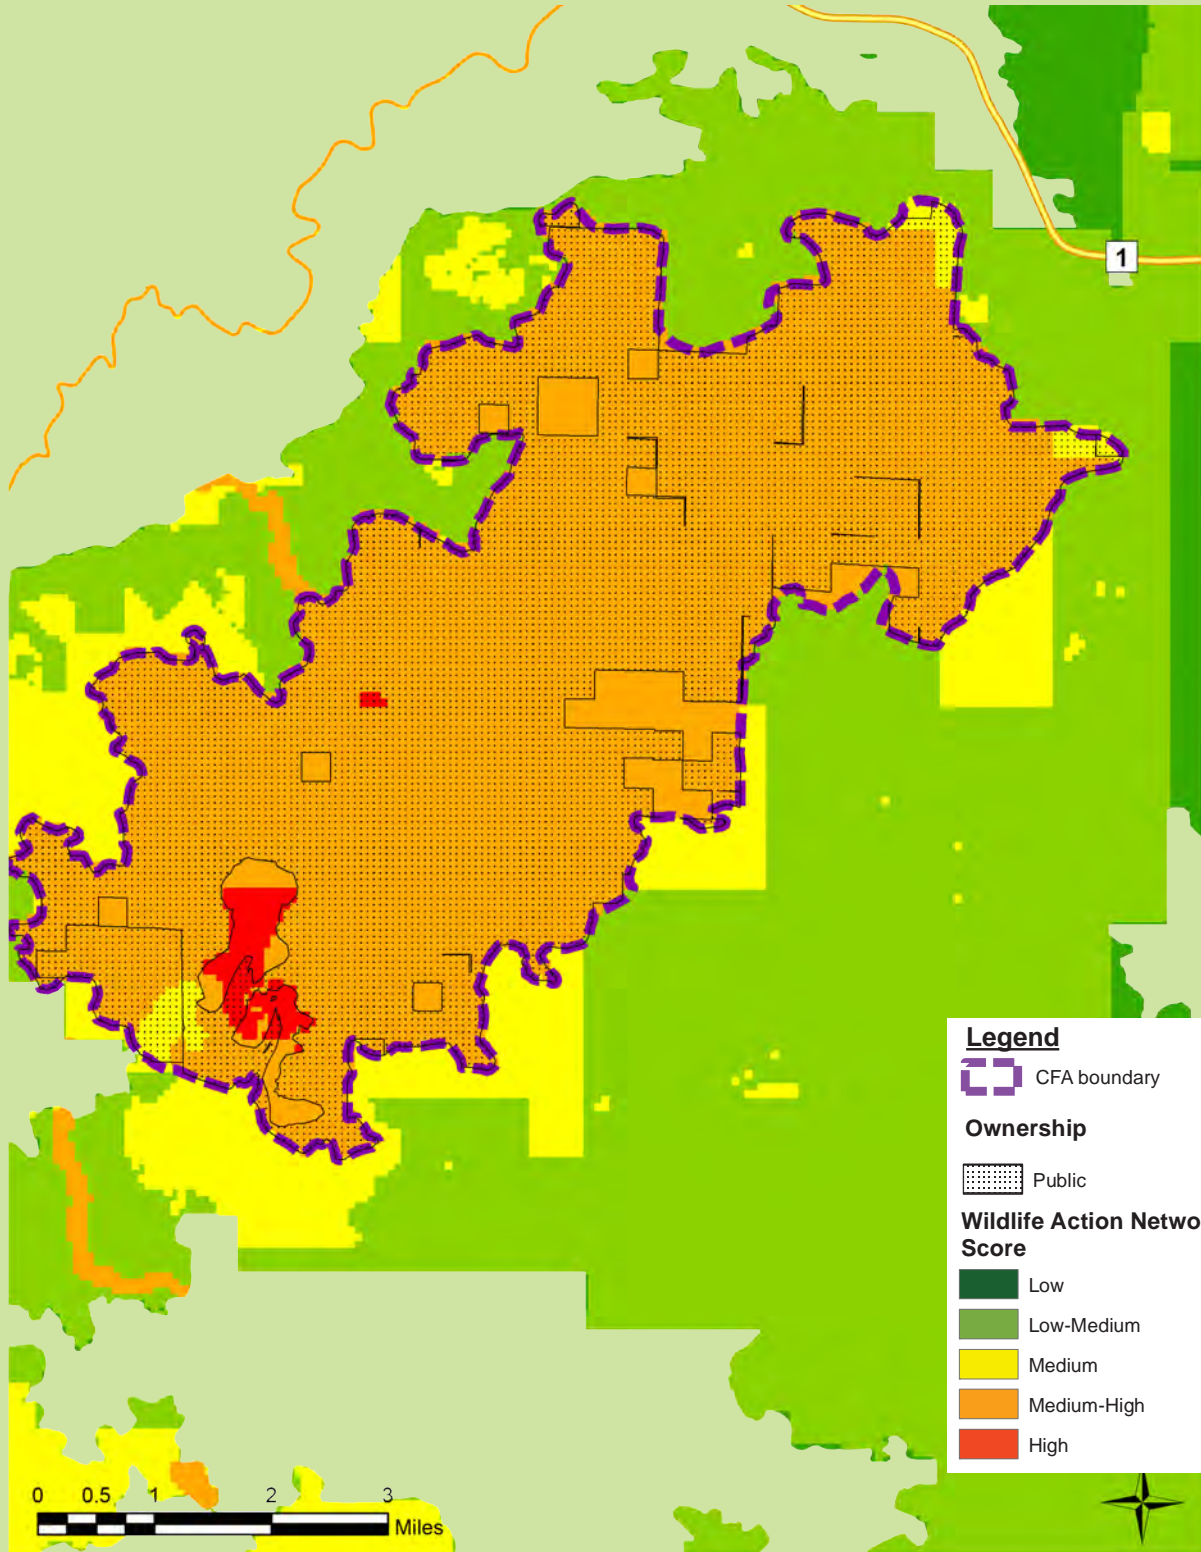 1
Legend
CFA boundary
Ownership
Public
Wildlife Action Netwo
Score
Low
Low-Medium
Medium
Medium-High
High
0 0.5 1 2 3
Miles